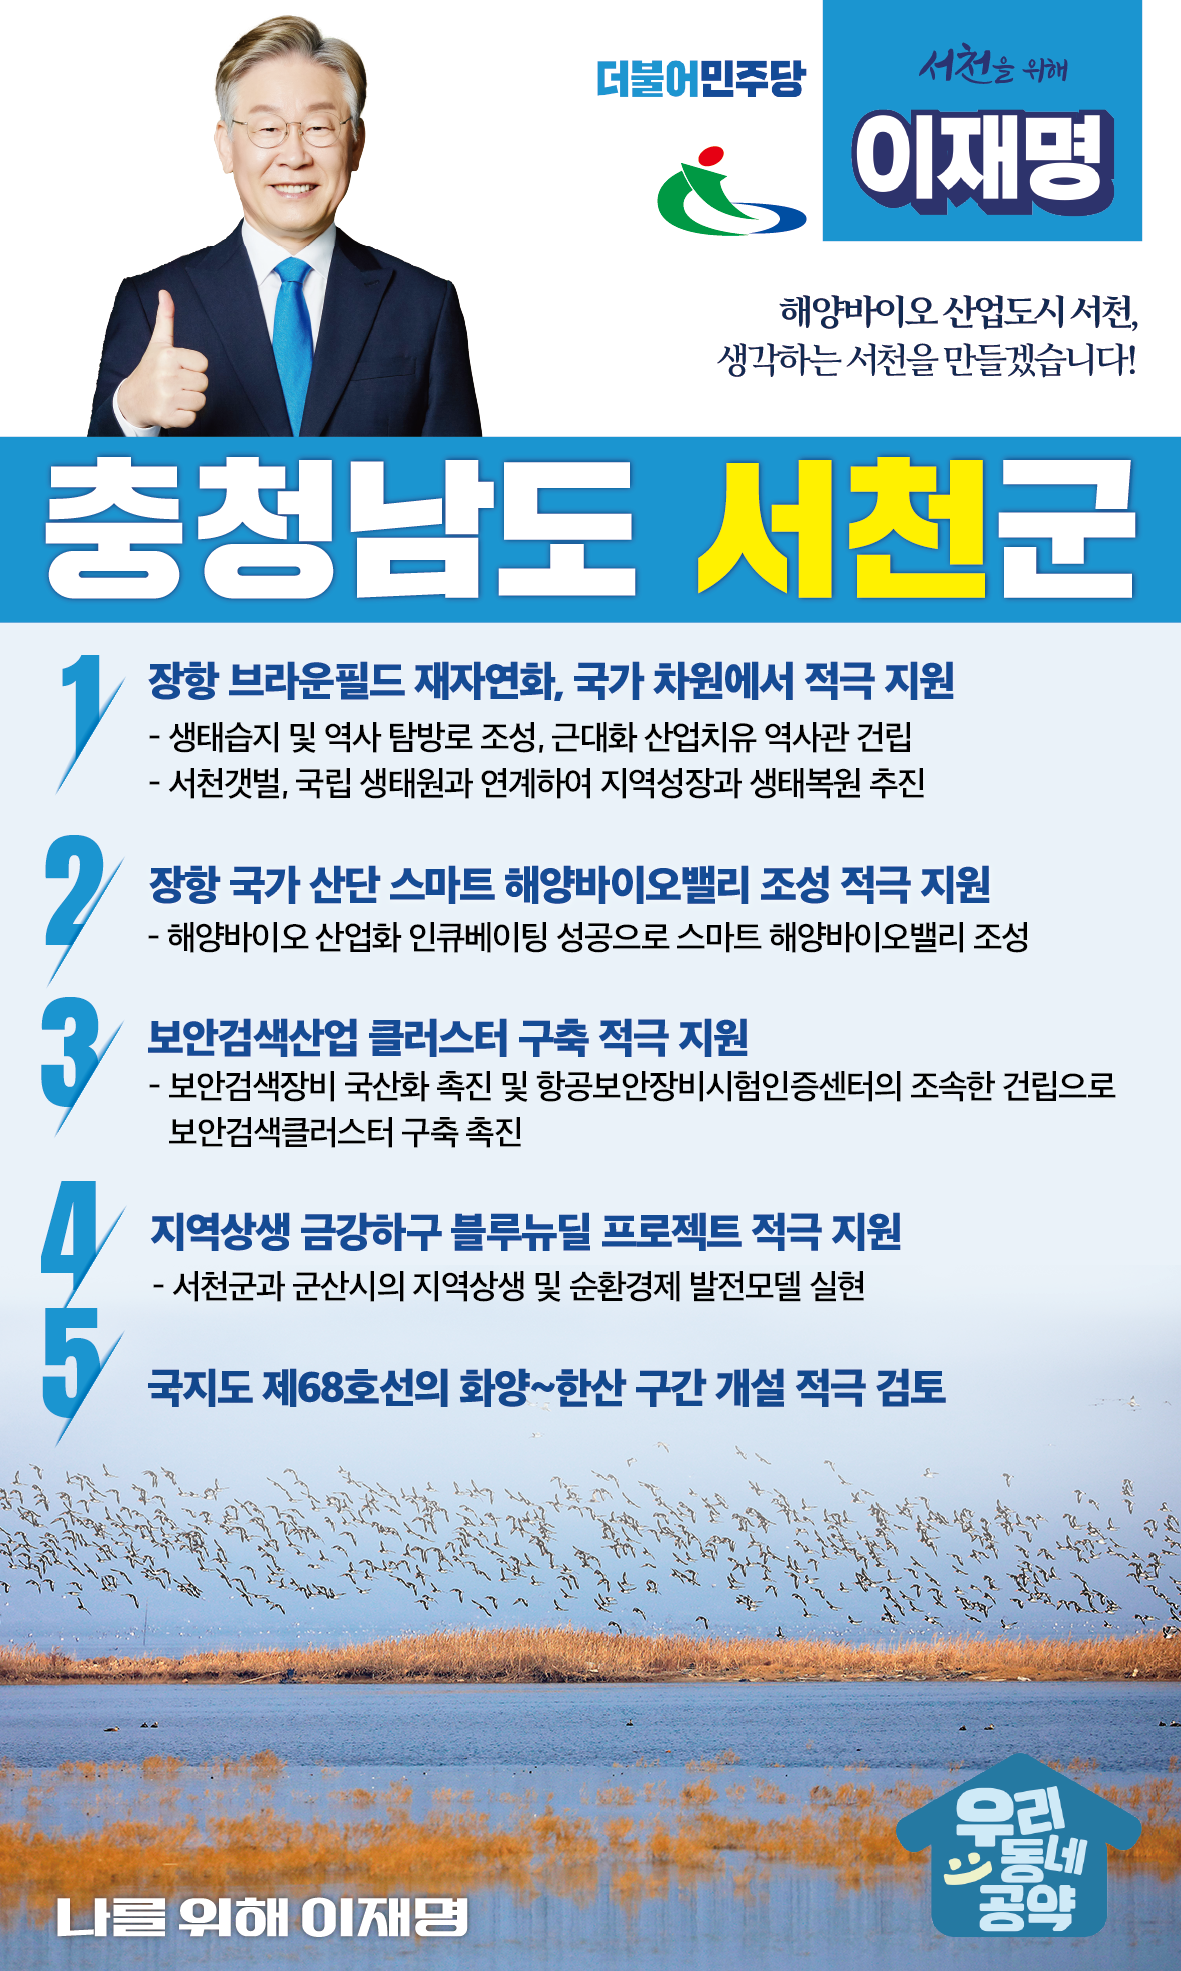 더불어민주당
서천을 위해
이재명
해양바이오 산업도시 서천,
생각하는 서천을 만들겠습니다!
충청남도 서천군
1 장항 브라운필드 재자연화, 국가 차원에서 적극 지원
- 생태습지 및 역사 탐방로 조성, 근대화 산업치유 역사관 건립
- 서천갯벌, 국립 생태원과 연계하여 지역성장과 생태복원 추진
2 장항 국가 산단 스마트 해양바이오밸리 조성 적극 지원
- 해양바이오 산업화 인큐베이팅 성공으로 스마트 해양바이오밸리 조성
3 보안검색산업 클러스터 구축 적극 지원
- 보안검색장비 국산화 촉진 및 항공보안장비시험인증센터의 조속한 건립으로
보안검색클러스터 구축 촉진
4 지역상생 금강하구 블루뉴딜 프로젝트 적극 지원
- 서천군과 군산시의 지역상생 및 순환경제 발전모델 실현
5 국지도 제68호선의 화양~한산 구간 개설 적극 검토
우리
동네
공약
나를 위해 이재명